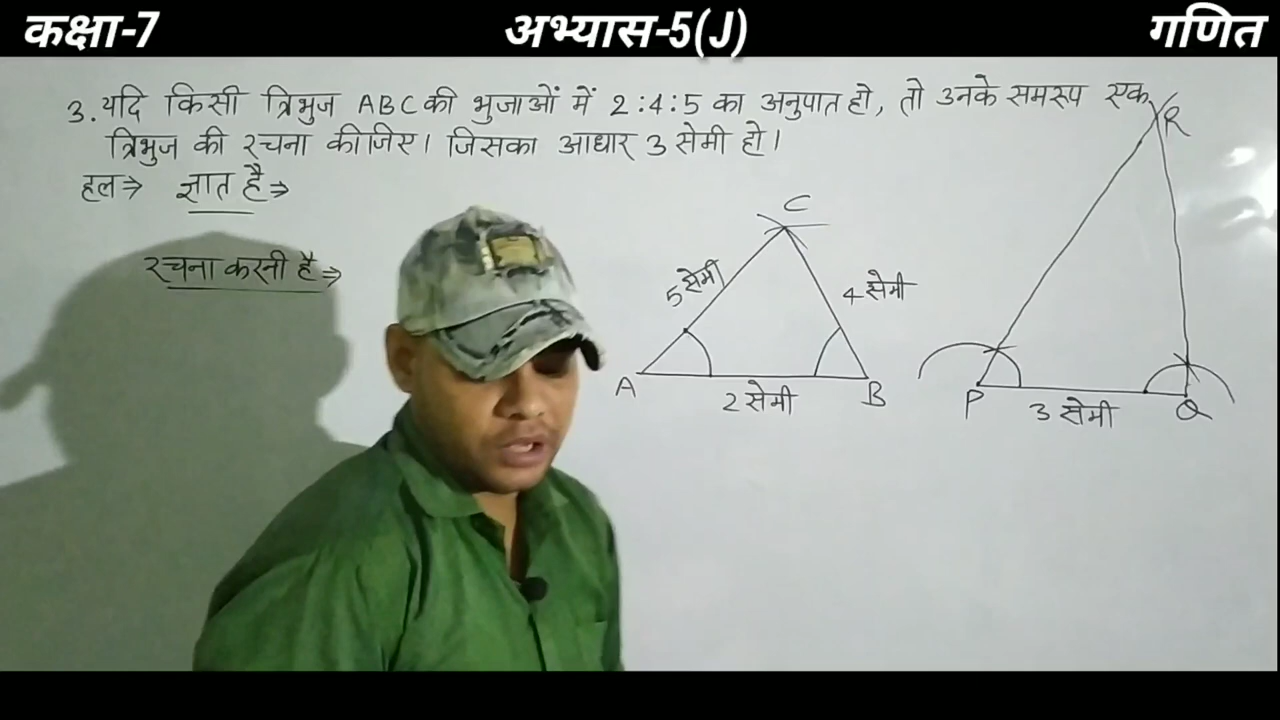 कक्षा-7
अभ्यास-5(J)
गणित
3. यदि किसी त्रिभुज ABC की भुजाओं में 2:4:5 का अनुपात हो, तो उनके समरूप एक
त्रिभुज की रचना कीजिए। जिसका आधार 3 सेमी हो।
हल⇒ ज्ञात है⇒
रचना करनी है⇒
C
5 सेमी
4 सेमी
A
2 सेमी
B
R
P
3 सेमी
Q